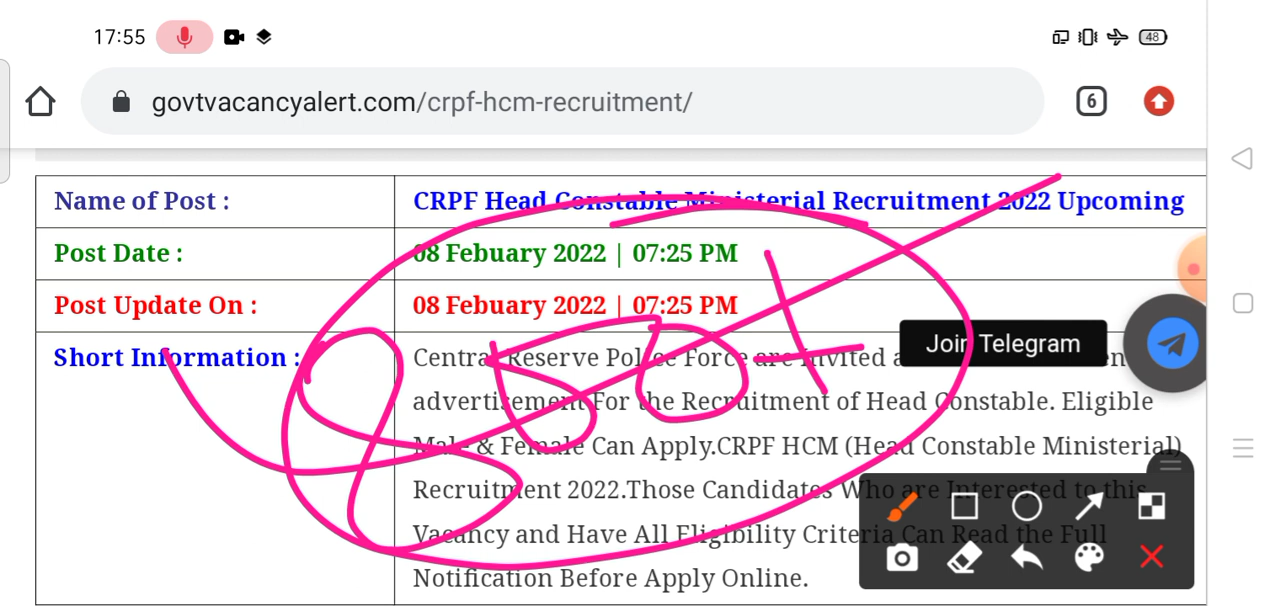 17:55 48
govtvacancyalert.com/crpf-hcm-recruitment/ 6
Name of Post : CRPF Head Constable Ministerial Recruitment 2022 Upcoming
Post Date : 08 Febuary 2022 | 07:25 PM
Post Update On : 08 Febuary 2022 | 07:25 PM
Short Information : Central Reserve Police Force are Invited
Join Telegram
advertisement For the Recruitment of Head Constable. Eligible
Male & Female Can Apply.CRPF HCM (Head Constable Ministerial)
Recruitment 2022.Those Candidates Who are Interested to this
Vacancy and Have All Eligibility Criteria Can Read the Full
Notification Before Apply Online.
850+